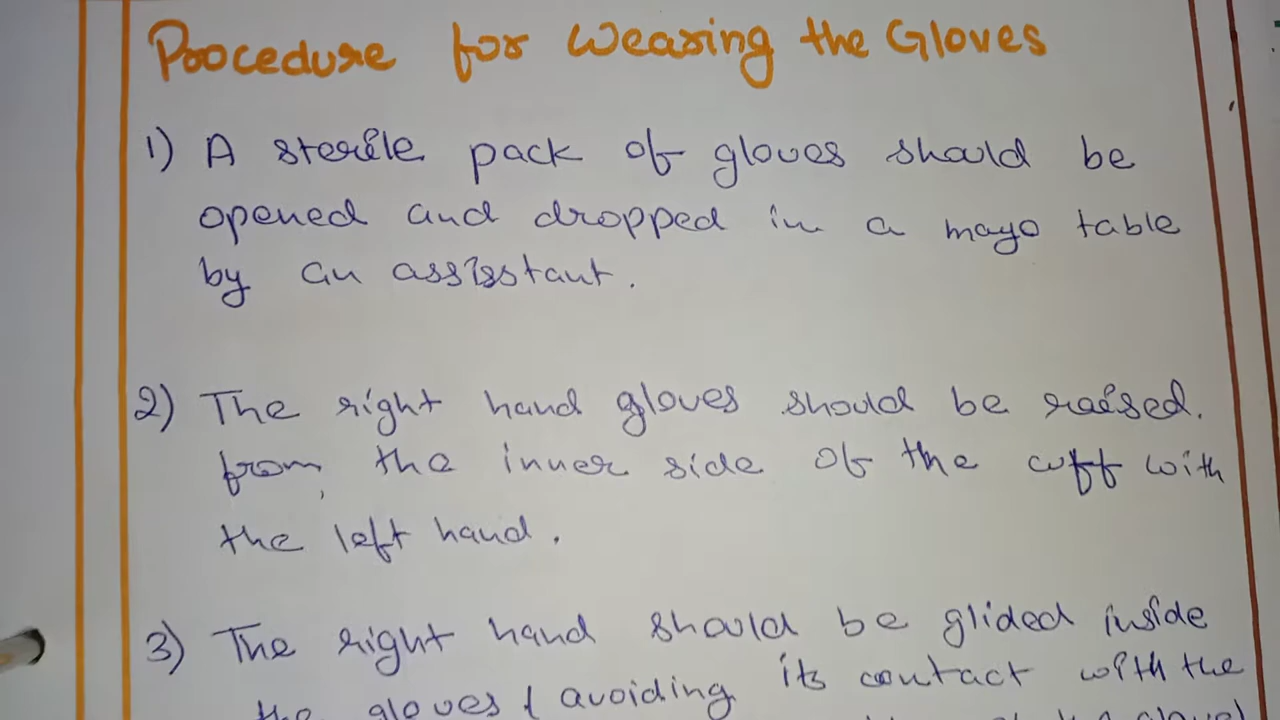 Procedure for Wearing the Gloves
1) A sterile pack of gloves should be
opened and dropped in a mayo table
by an assisstant.
2) The right hand gloves should be raised.
from, the inner side of the cuff with
the left hand.
3) The right hand should be glided inside
the gloves & avoiding its contact with the